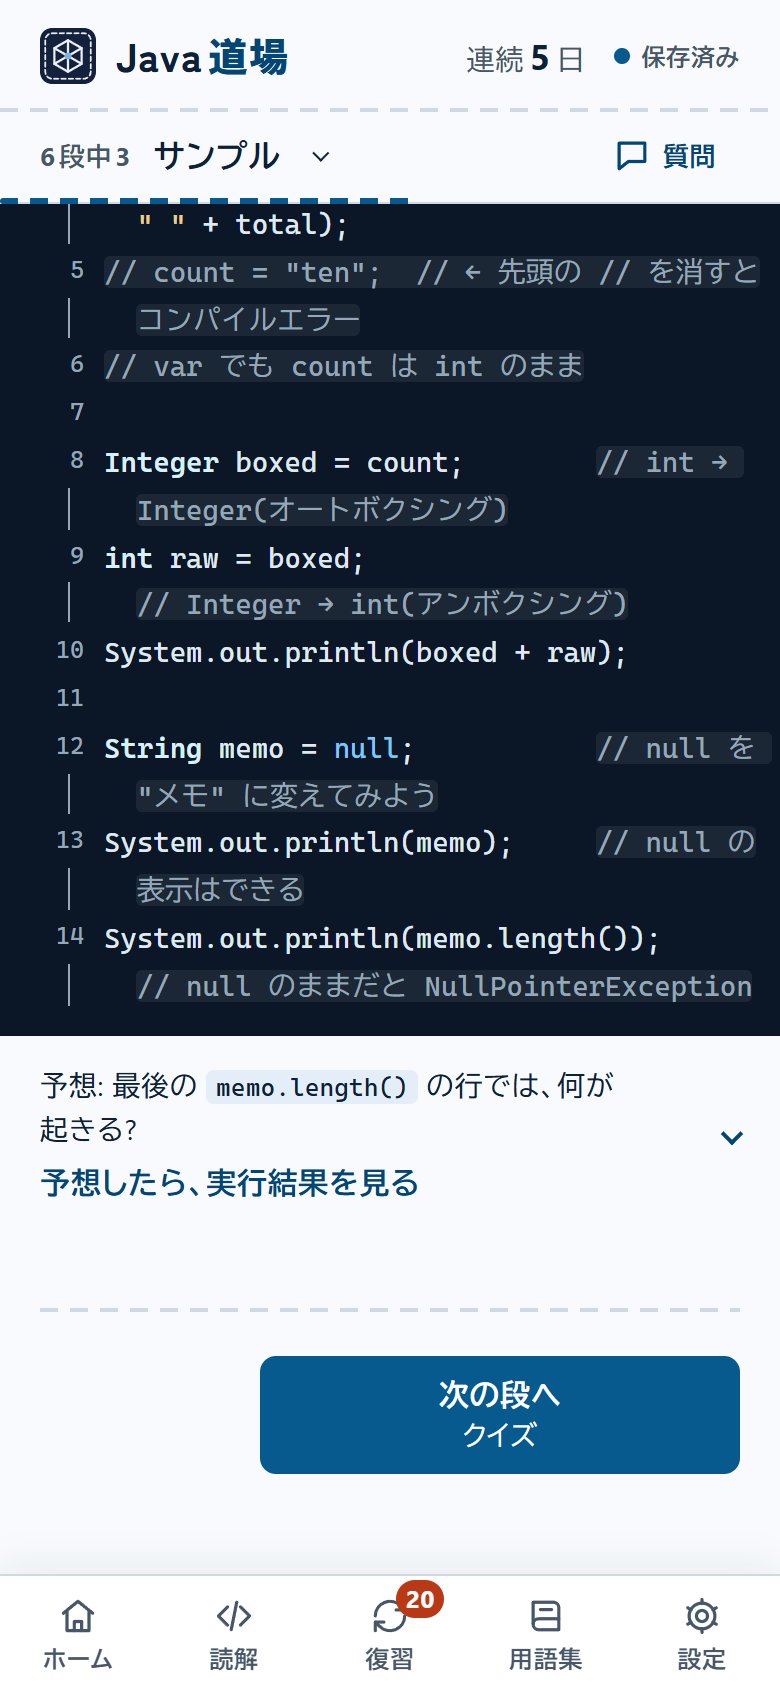 Java道場
連続 5 日
保存済み
6段中3 サンプル
質問
" " + total);
5 // count = "ten";  // ← 先頭の // を消すと
コンパイルエラー
6 // var でも count は int のまま
7
8 Integer boxed = count; // int →
Integer(オートボクシング)
9 int raw = boxed;
// Integer → int(アンボクシング)
10 System.out.println(boxed + raw);
11
12 String memo = null; // null を
"メモ" に変えてみよう
13 System.out.println(memo); // null の
表示はできる
14 System.out.println(memo.length());
// null のままだと NullPointerException
予想: 最後の memo.length() の行では、何が
起きる?
予想したら、実行結果を見る
次の段へ
クイズ
20
ホーム 読解 復習 用語集 設定